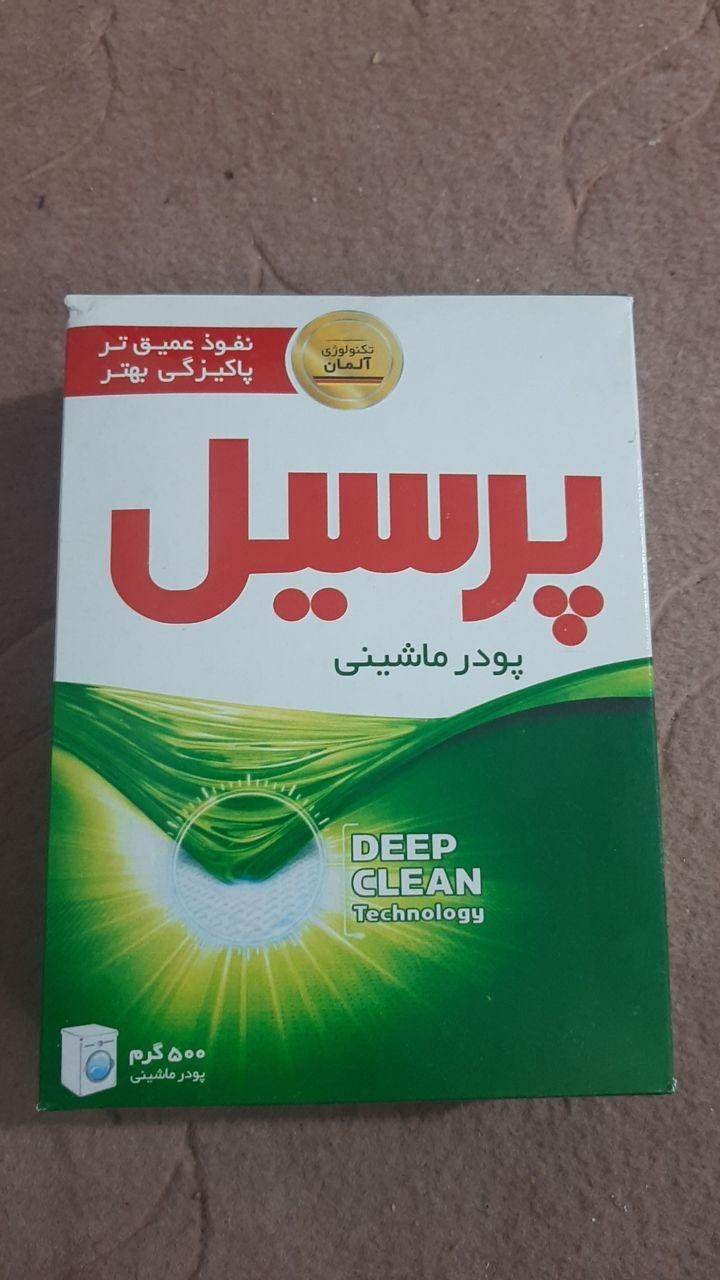 نفوذ عمیق تر
پاکیزگی بهتر
تکنولوژی
آلمان
پرسیل
پودر ماشینی
DEEP
CLEAN
Technology
۵۰۰ گرم
پودر ماشینی